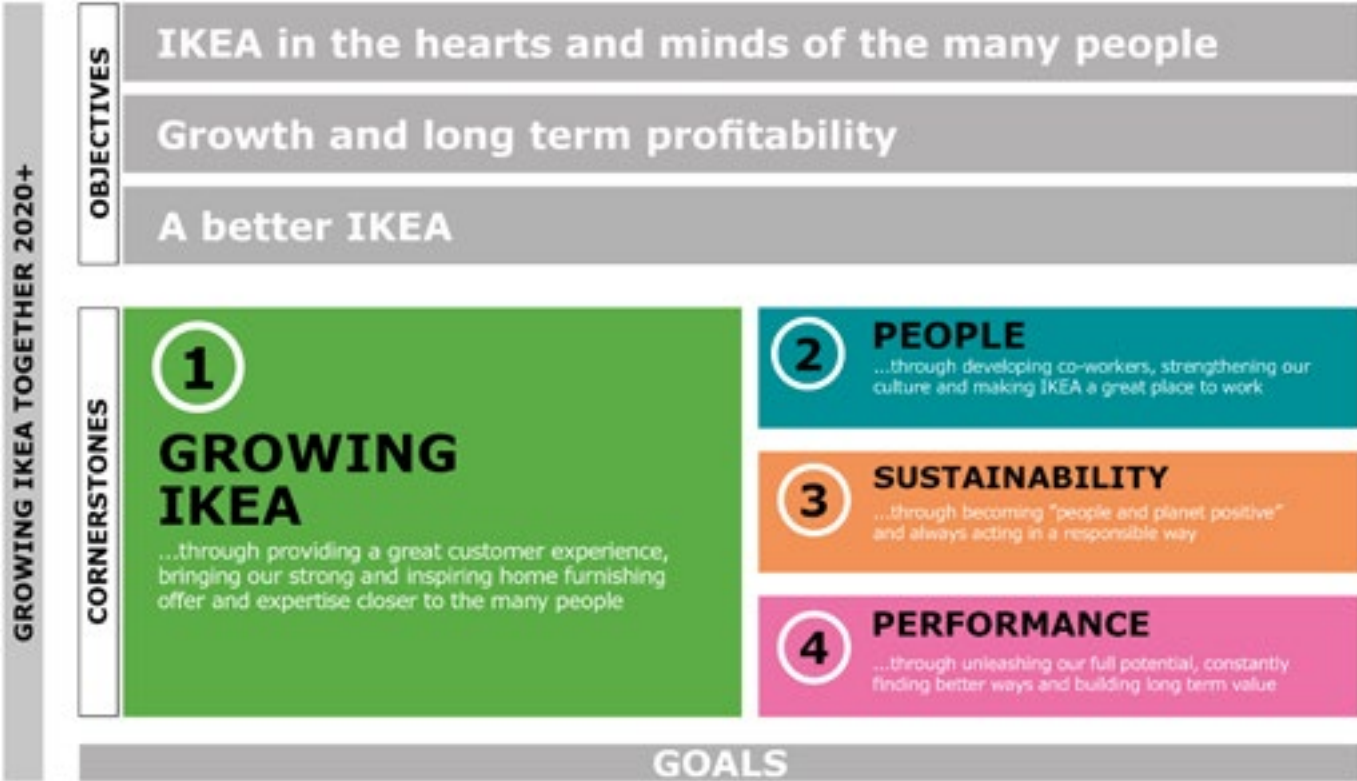 GROWING IKEA TOGETHER 2020+
OBJECTIVES
IKEA in the hearts and minds of the many people
Growth and long term profitability
A better IKEA
CORNERSTONES
1
GROWING
IKEA
...through providing a great customer experience,
bringing our strong and inspiring home furnishing
offer and expertise closer to the many people
2
PEOPLE
...through developing co-workers, strengthening our
culture and making IKEA a great place to work
3
SUSTAINABILITY
...through becoming "people and planet positive"
and always acting in a responsible way
4
PERFORMANCE
...through unleashing our full potential, constantly
finding better ways and building long term value
GOALS